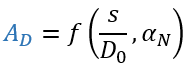 A_D = f(s/D_0, α_N)